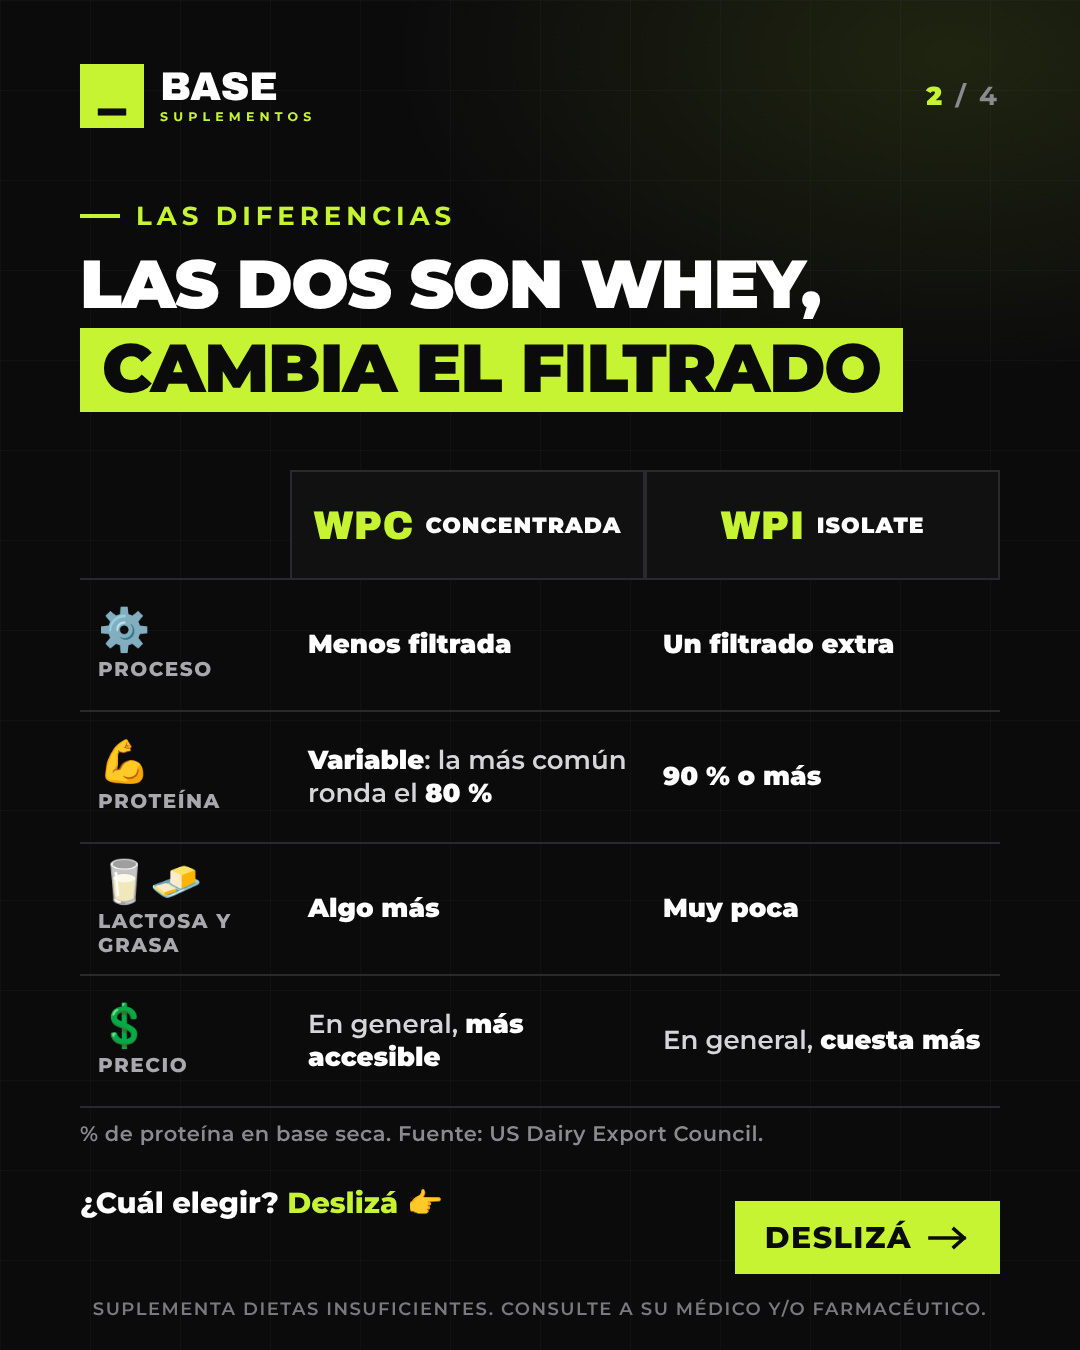 BASE
SUPLEMENTOS
2 / 4
LAS DIFERENCIAS
LAS DOS SON WHEY,
CAMBIA EL FILTRADO
WPC CONCENTRADA
WPI ISOLATE
PROCESO
Menos filtrada
Un filtrado extra
PROTEÍNA
Variable: la más común
ronda el 80 %
90 % o más
LACTOSA Y
GRASA
Algo más
Muy poca
PRECIO
En general, más
accesible
En general, cuesta más
% de proteína en base seca. Fuente: US Dairy Export Council.
¿Cuál elegir? Deslizá 👉
DESLIZÁ →
SUPLEMENTA DIETAS INSUFICIENTES. CONSULTE A SU MÉDICO Y/O FARMACÉUTICO.